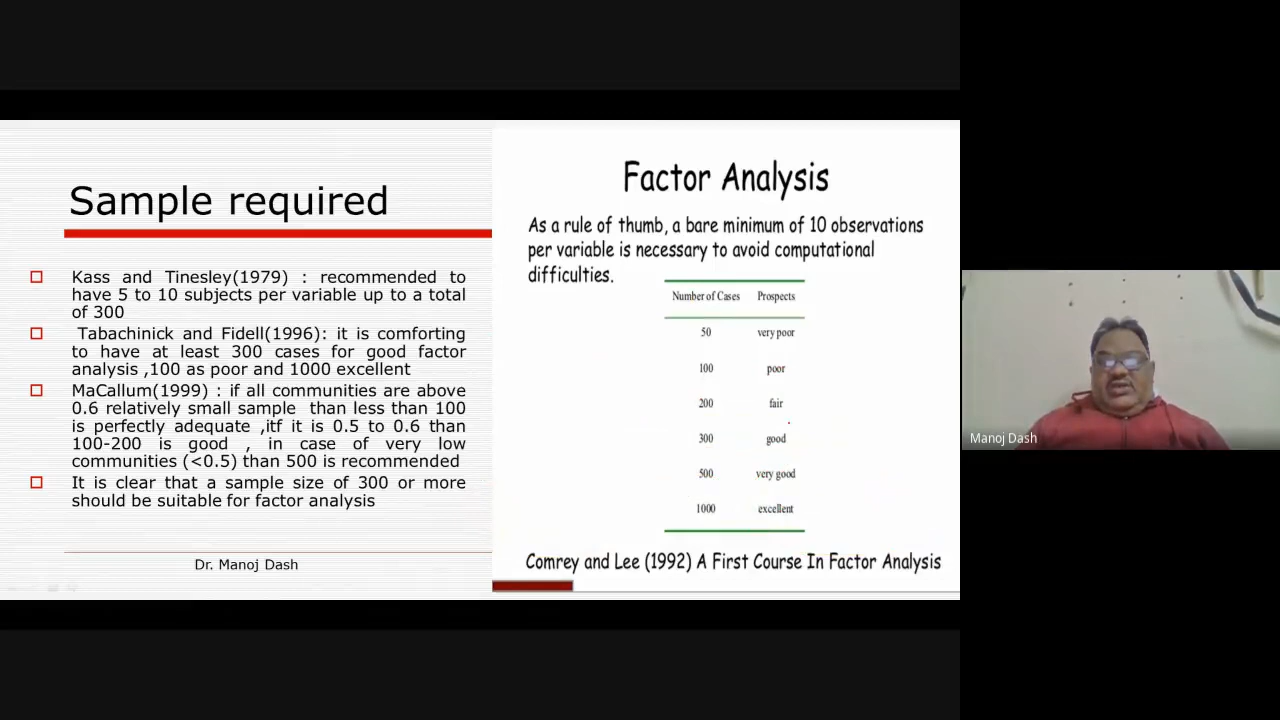 Sample required
Kass and Tinesley(1979) : recommended to
have 5 to 10 subjects per variable up to a total
of 300
Tabachinick and Fidell(1996): it is comforting
to have at least 300 cases for good factor
analysis ,100 as poor and 1000 excellent
MaCallum(1999) : if all communities are above
0.6 relatively small sample than less than 100
is perfectly adequate ,itf it is 0.5 to 0.6 than
100-200 is good , in case of very low
communities (<0.5) than 500 is recommended
It is clear that a sample size of 300 or more
should be suitable for factor analysis
Dr. Manoj Dash
Factor Analysis
As a rule of thumb, a bare minimum of 10 observations
per variable is necessary to avoid computational
difficulties.
Number of Cases Prospects
50 very poor
100 poor
200 fair
300 good
500 very good
1000 excellent
Comrey and Lee (1992) A First Course In Factor Analysis
Manoj Dash